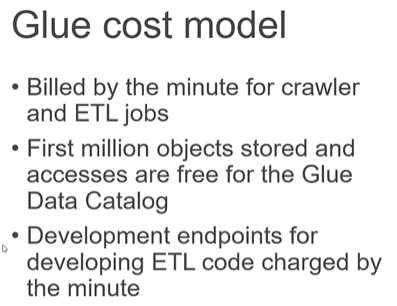 Glue cost model
• Billed by the minute for crawler
and ETL jobs
• First million objects stored and
accesses are free for the Glue
Data Catalog
• Development endpoints for
developing ETL code charged by
the minute